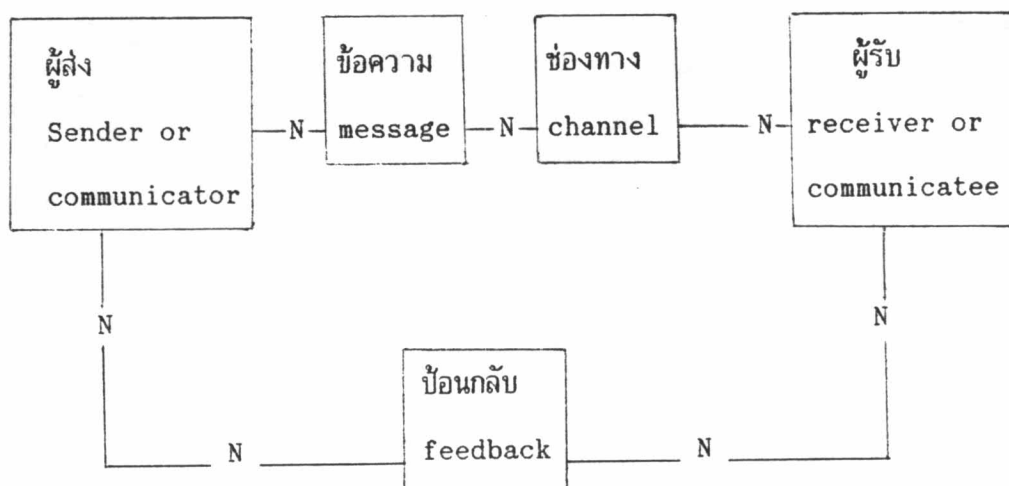 ผู้ส่ง
Sender or
communicator
N
ข้อความ
message
N
ช่องทาง
channel
N
ผู้รับ
receiver or
communicatee
N
N
ป้อนกลับ
feedback
N
N